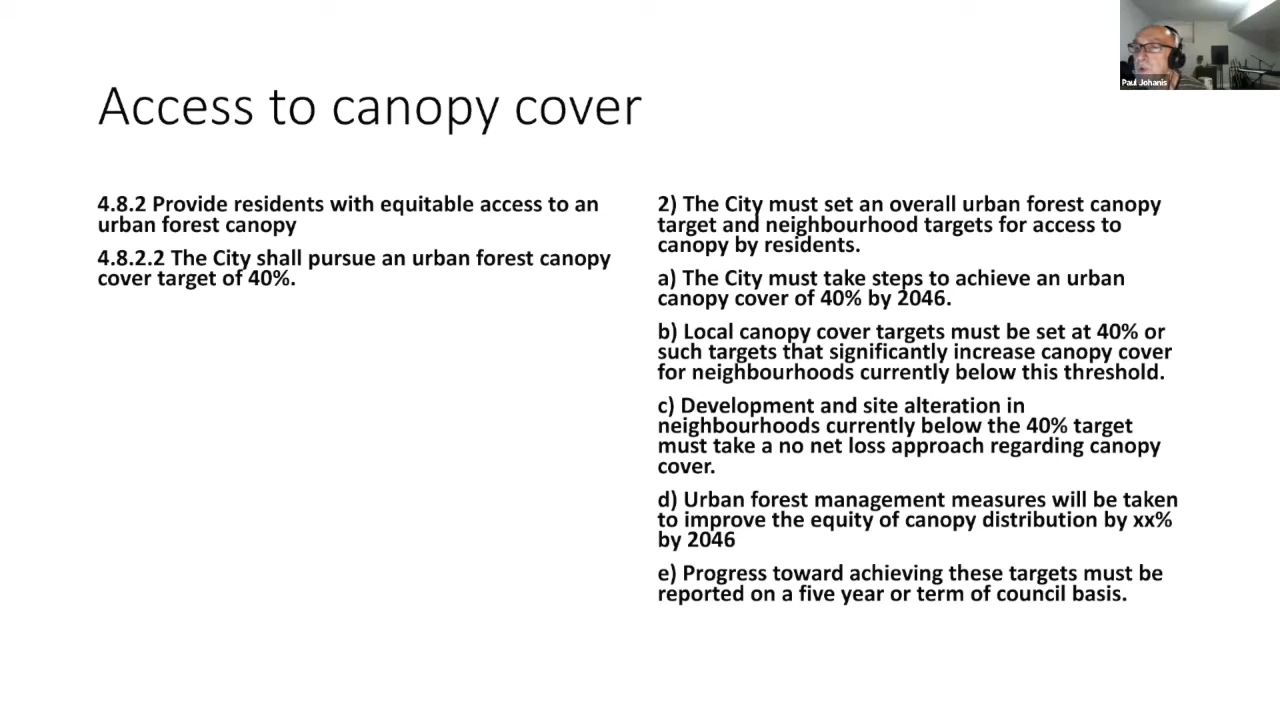 Paul Johanis
Access to canopy cover
4.8.2 Provide residents with equitable access to an
urban forest canopy
4.8.2.2 The City shall pursue an urban forest canopy
cover target of 40%.
2) The City must set an overall urban forest canopy
target and neighbourhood targets for access to
canopy by residents.
a) The City must take steps to achieve an urban
canopy cover of 40% by 2046.
b) Local canopy cover targets must be set at 40% or
such targets that significantly increase canopy cover
for neighbourhoods currently below this threshold.
c) Development and site alteration in
neighbourhoods currently below the 40% target
must take a no net loss approach regarding canopy
cover.
d) Urban forest management measures will be taken
to improve the equity of canopy distribution by xx%
by 2046
e) Progress toward achieving these targets must be
reported on a five year or term of council basis.